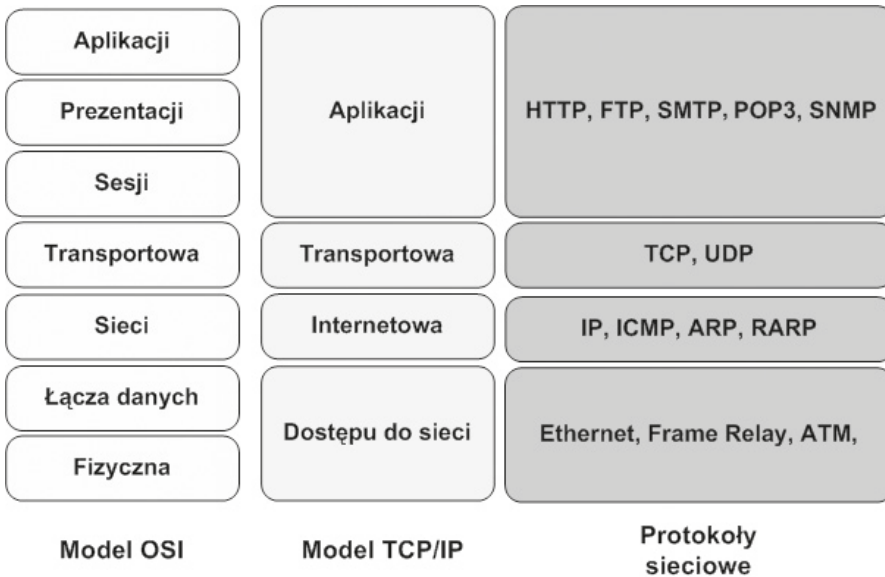 Aplikacji
Prezentacji
Sesji
Transportowa
Sieci
Łącza danych
Fizyczna
Model OSI
Aplikacji
Transportowa
Internetowa
Dostępu do sieci
Model TCP/IP
HTTP, FTP, SMTP, POP3, SNMP
TCP, UDP
IP, ICMP, ARP, RARP
Ethernet, Frame Relay, ATM,
Protokoły
sieciowe